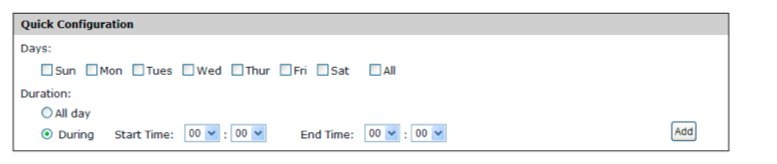 Quick Configuration
Days:
Sun Mon Tues Wed Thur Fri Sat All
Duration:
All day
During Start Time: 00 : 00 End Time: 00 : 00 Add